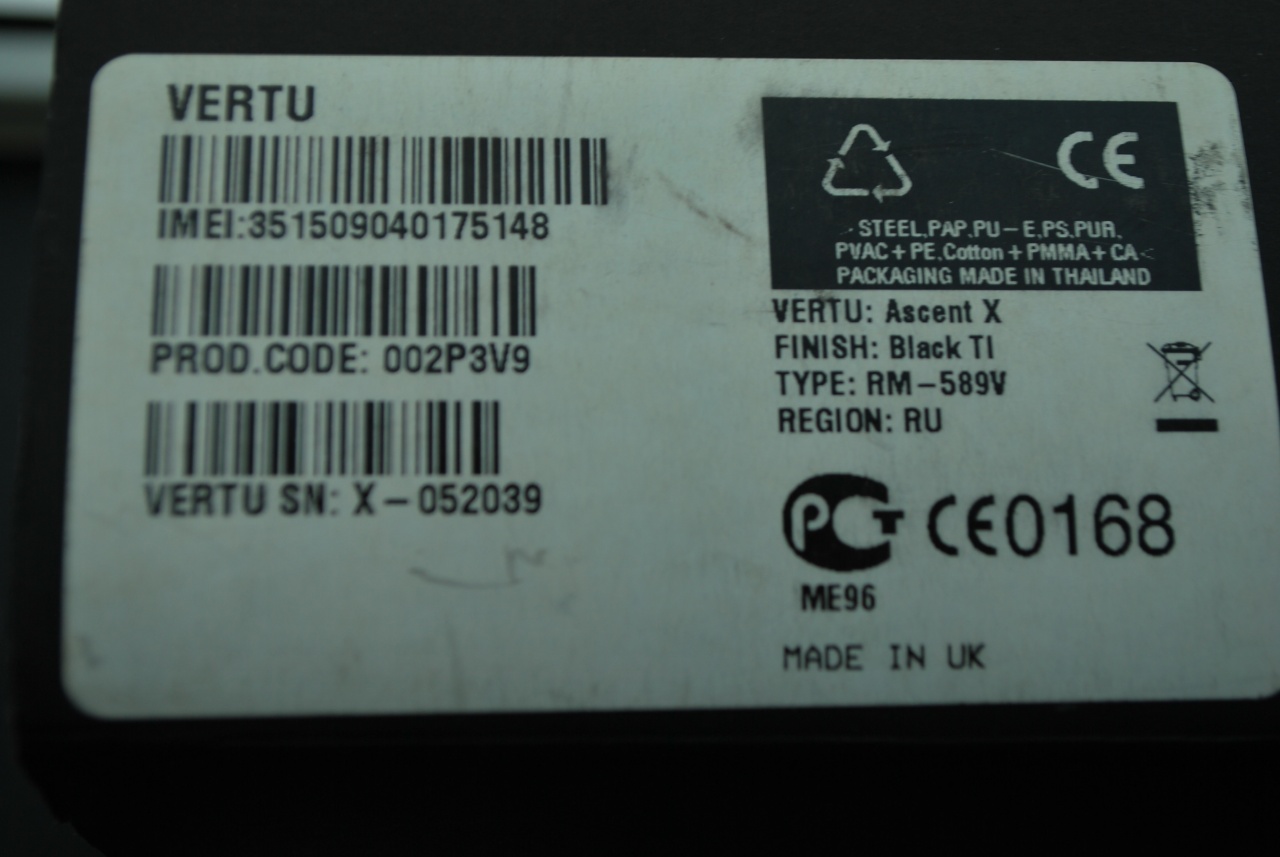 VERTU
IMEI:351509040175148
PROD.CODE: 002P3V9
VERTU SN: X-052039
CE
STEEL.PAP.PU-E.PS.PUR.
PVAC+PE.Cotton+PMMA+CA
PACKAGING MADE IN THAILAND
VERTU: Ascent X
FINISH: Black TI
TYPE: RM-589V
REGION: RU
РСТ CE0168
ME96
MADE IN UK